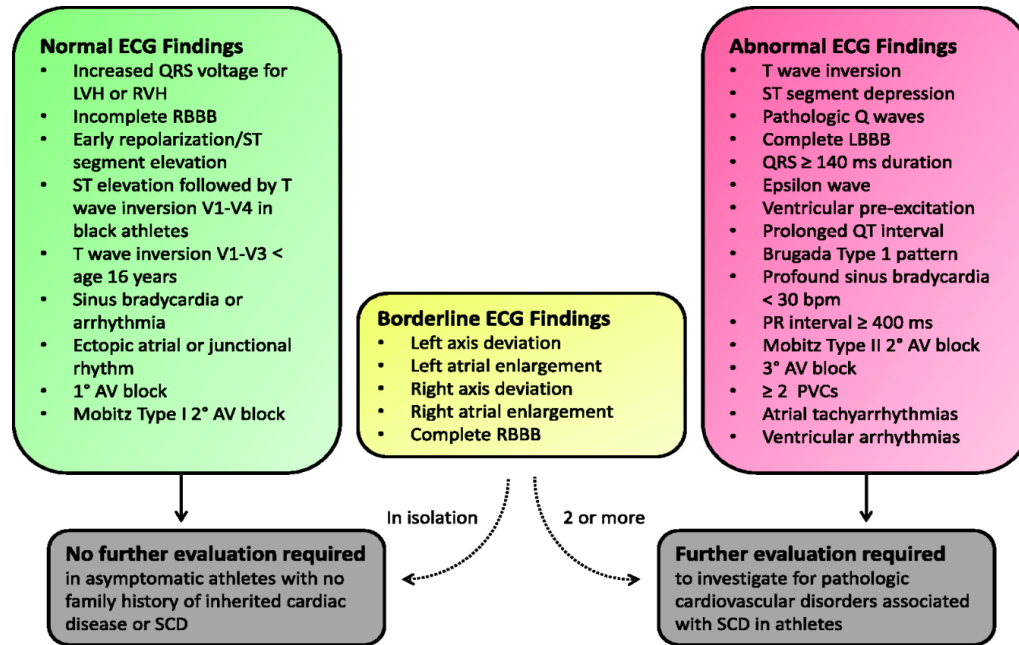 Normal ECG Findings
• Increased QRS voltage for
LVH or RVH
• Incomplete RBBB
• Early repolarization/ST
segment elevation
• ST elevation followed by T
wave inversion V1-V4 in
black athletes
• T wave inversion V1-V3 <
age 16 years
• Sinus bradycardia or
arrhythmia
• Ectopic atrial or junctional
rhythm
• 1° AV block
• Mobitz Type I 2° AV block
Borderline ECG Findings
• Left axis deviation
• Left atrial enlargement
• Right axis deviation
• Right atrial enlargement
• Complete RBBB
Abnormal ECG Findings
• T wave inversion
• ST segment depression
• Pathologic Q waves
• Complete LBBB
• QRS ≥ 140 ms duration
• Epsilon wave
• Ventricular pre-excitation
• Prolonged QT interval
• Brugada Type 1 pattern
• Profound sinus bradycardia
< 30 bpm
• PR interval ≥ 400 ms
• Mobitz Type II 2° AV block
• 3° AV block
• ≥ 2 PVCs
• Atrial tachyarrhythmias
• Ventricular arrhythmias
In isolation
2 or more
No further evaluation required
in asymptomatic athletes with no
family history of inherited cardiac
disease or SCD
Further evaluation required
to investigate for pathologic
cardiovascular disorders associated
with SCD in athletes